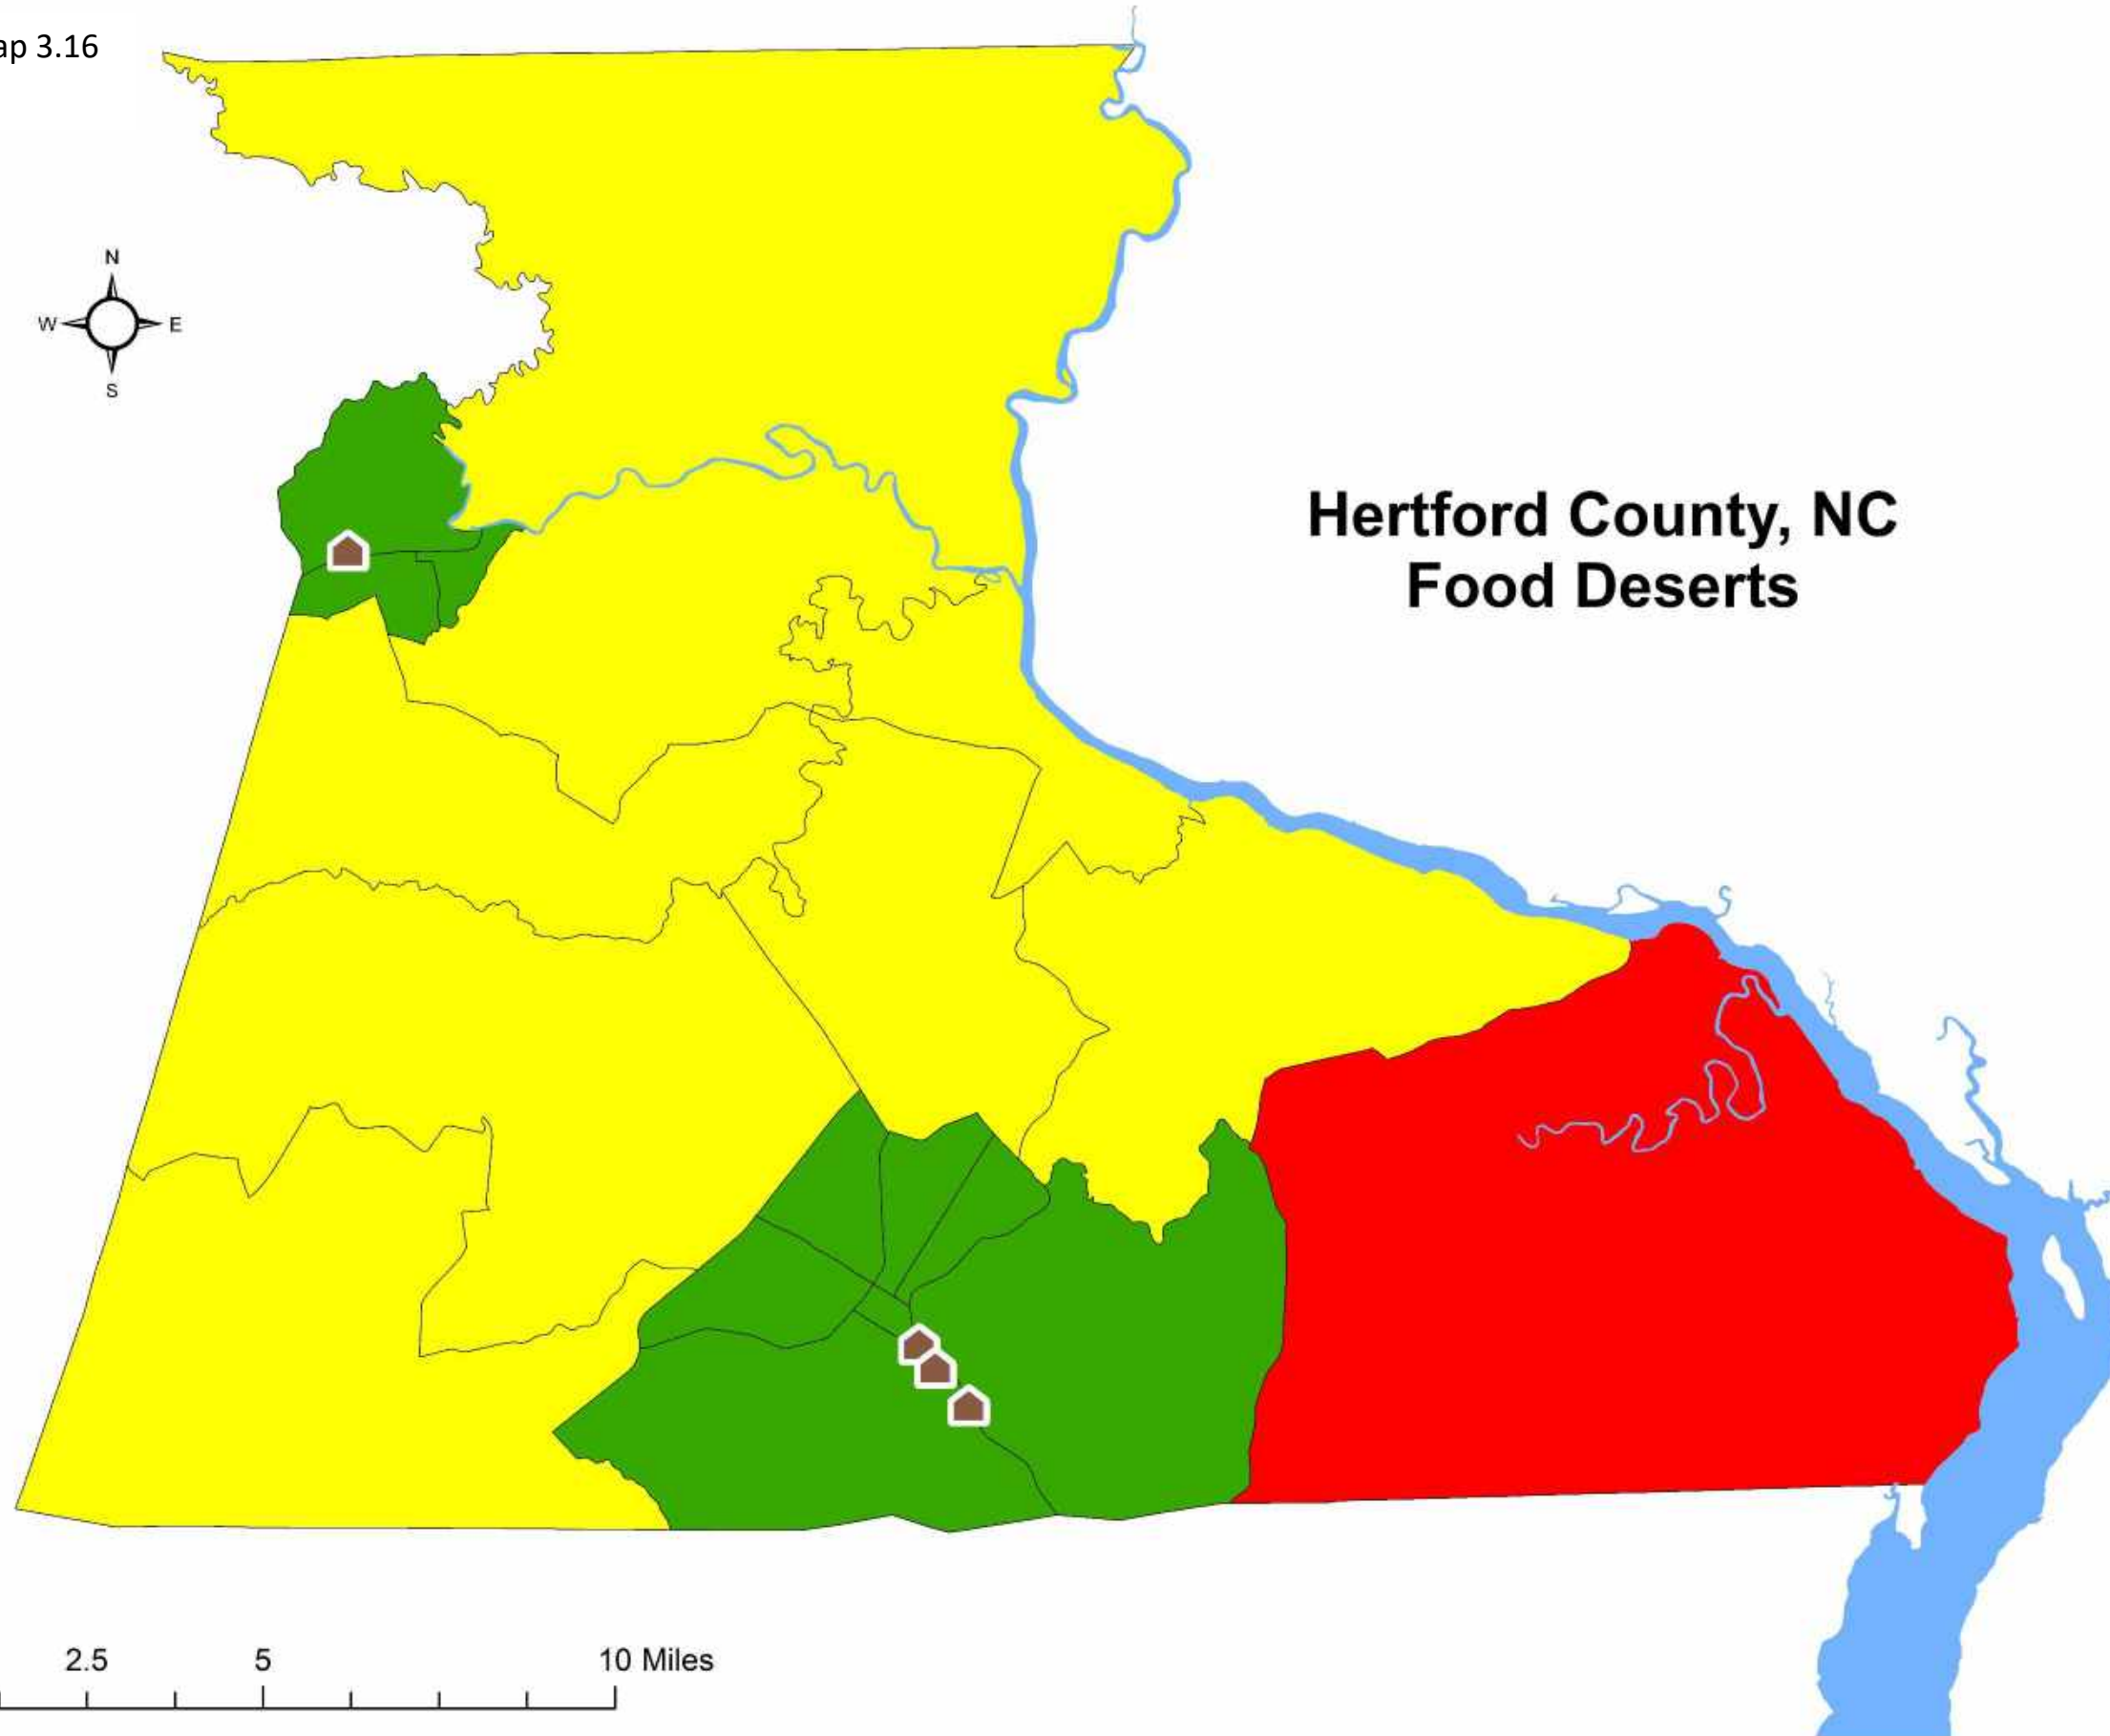 ap 3.16
N
W E
S
Hertford County, NC
Food Deserts
2.5 5 10 Miles